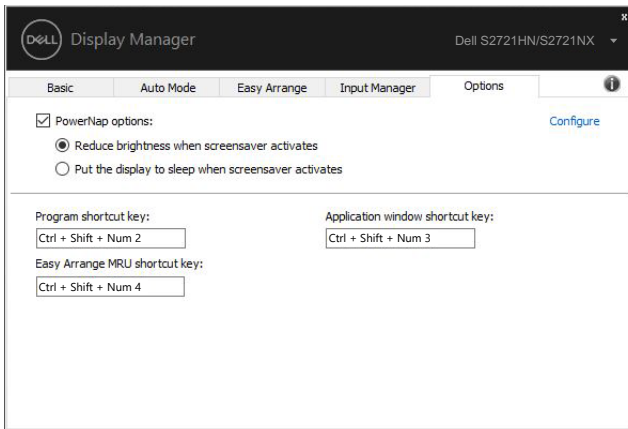 x
DELL Display Manager
Dell S2721HN/S2721NX
Basic Auto Mode Easy Arrange Input Manager Options
PowerNap options: Configure
Reduce brightness when screensaver activates
Put the display to sleep when screensaver activates
Program shortcut key: Application window shortcut key:
Ctrl + Shift + Num 2 Ctrl + Shift + Num 3
Easy Arrange MRU shortcut key:
Ctrl + Shift + Num 4